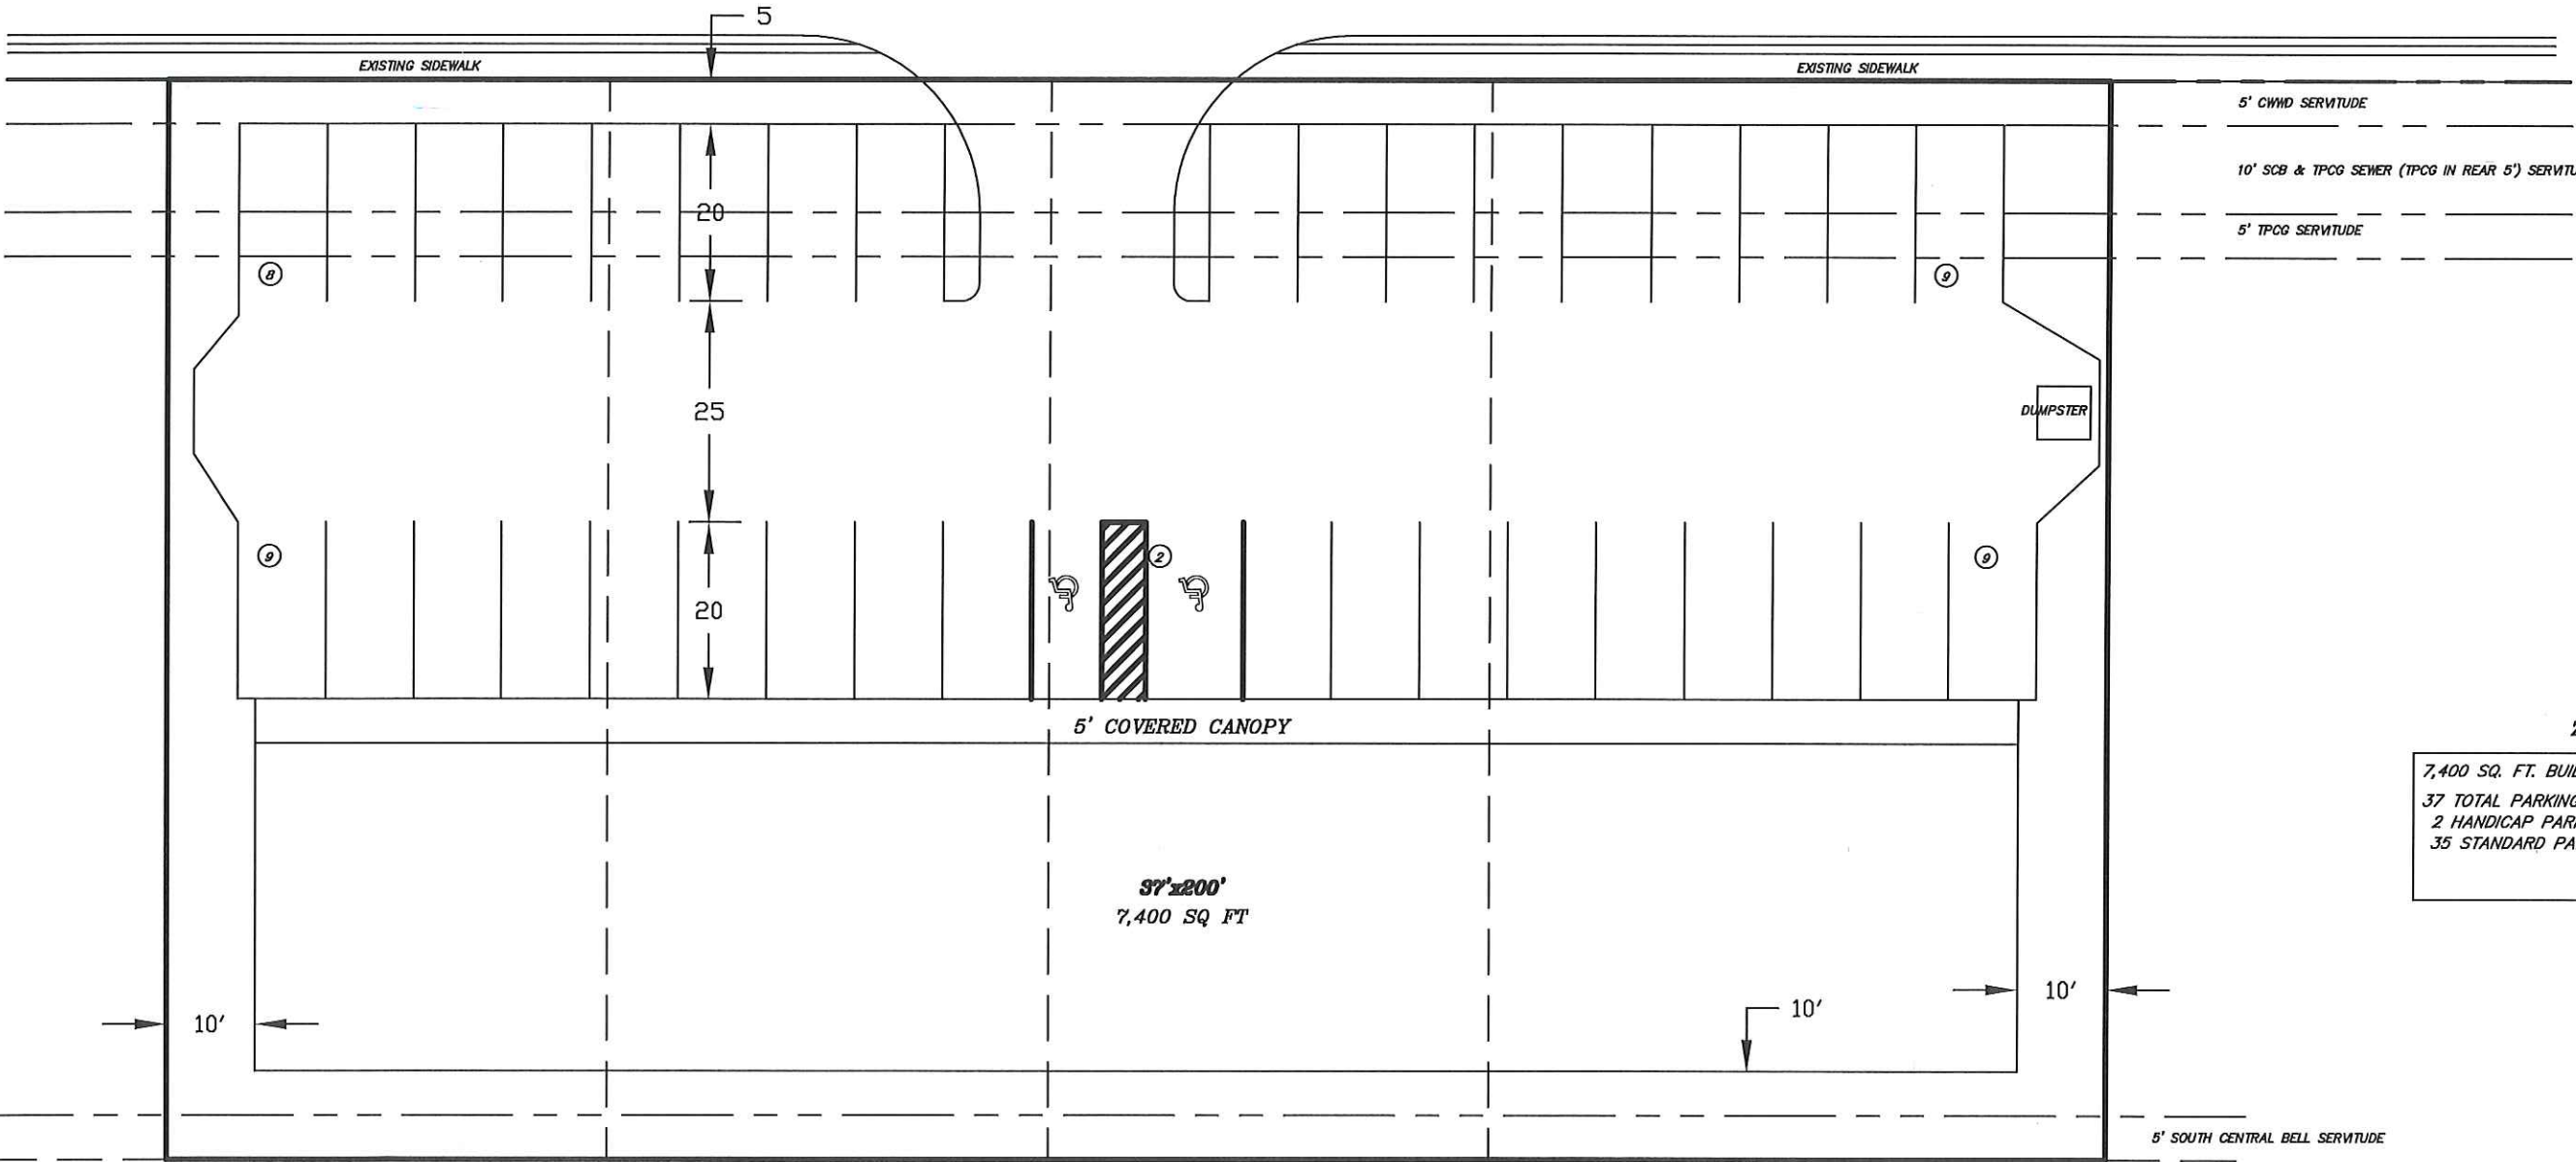 5
EXISTING SIDEWALK
EXISTING SIDEWALK
5' CWWD SERVITUDE
10' SCB & TPCG SEWER (TPCG IN REAR 5') SERVITU
20
5' TPCG SERVITUDE
8
9
25
DUMPSTER
9
2
9
20
5' COVERED CANOPY
7,400 SQ. FT. BUI
37 TOTAL PARKING
2 HANDICAP PAR
35 STANDARD PA
37'x200'
7,400 SQ FT
10'
10'
10'
5' SOUTH CENTRAL BELL SERVITUDE